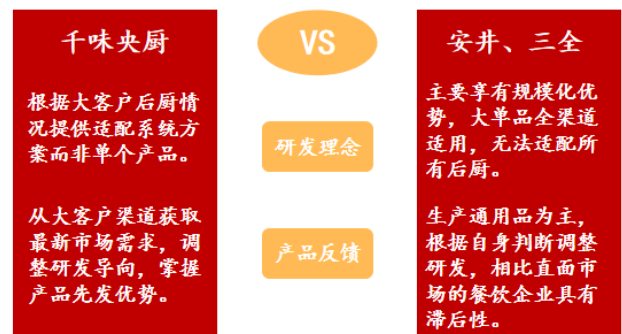 千味央厨
VS
安井、三全
根据大客户后厨情
况提供适配系统方
案而非单个产品。
研发理念
主要享有规模化优
势，大单品全渠道
适用，无法适配所
有后厨。
从大客户渠道获取
最新市场需求，调
整研发导向，掌握
产品先发优势。
产品反馈
生产通用品为主，
根据自身判断调整
研发，相比直面市
场的餐饮企业具有
滞后性。